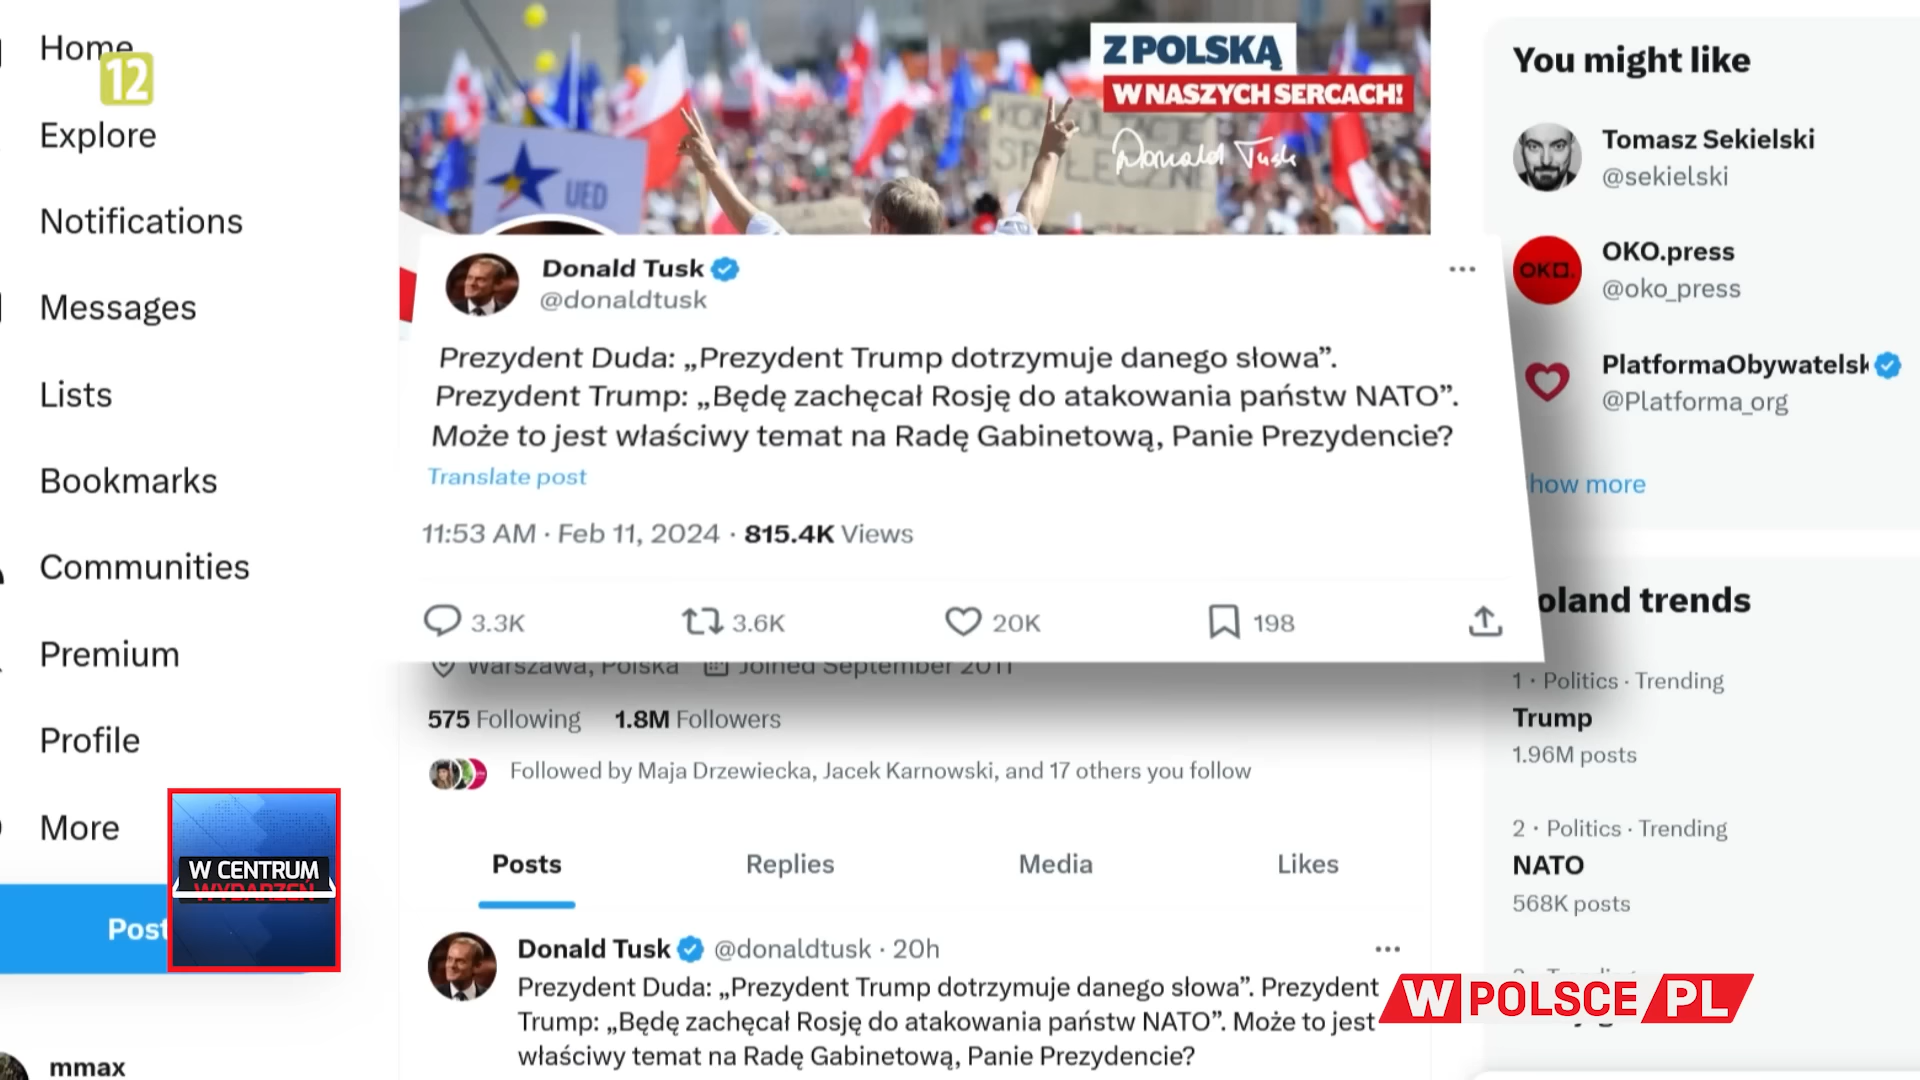 Home
12
Explore
Notifications
Messages
Lists
Bookmarks
Communities
Premium
Profile
More
Post
mmax
W CENTRUM
WYDARZEŃ
Z POLSKĄ
W NASZYCH SERCACH!
Donald Tusk
UED
Donald Tusk
@donaldtusk
Prezydent Duda: „Prezydent Trump dotrzymuje danego słowa”.
Prezydent Trump: „Będę zachęcał Rosję do atakowania państw NATO”.
Może to jest właściwy temat na Radę Gabinetową, Panie Prezydencie?
Translate post
11:53 AM · Feb 11, 2024 · 815.4K Views
3.3K 3.6K 20K 198
Warszawa, Polska Joined September 2011
575 Following 1.8M Followers
Followed by Maja Drzewiecka, Jacek Karnowski, and 17 others you follow
Posts Replies Media Likes
Donald Tusk @donaldtusk · 20h
Prezydent Duda: „Prezydent Trump dotrzymuje danego słowa”. Prezydent
Trump: „Będę zachęcał Rosję do atakowania państw NATO”. Może to jest
właściwy temat na Radę Gabinetową, Panie Prezydencie?
You might like
Tomasz Sekielski
@sekielski
OKO.
OKO.press
@oko_press
PlatformaObywatelsk
@Platforma_org
how more
oland trends
1 · Politics · Trending
Trump
1.96M posts
2 · Politics · Trending
NATO
568K posts
W POLSCE PL